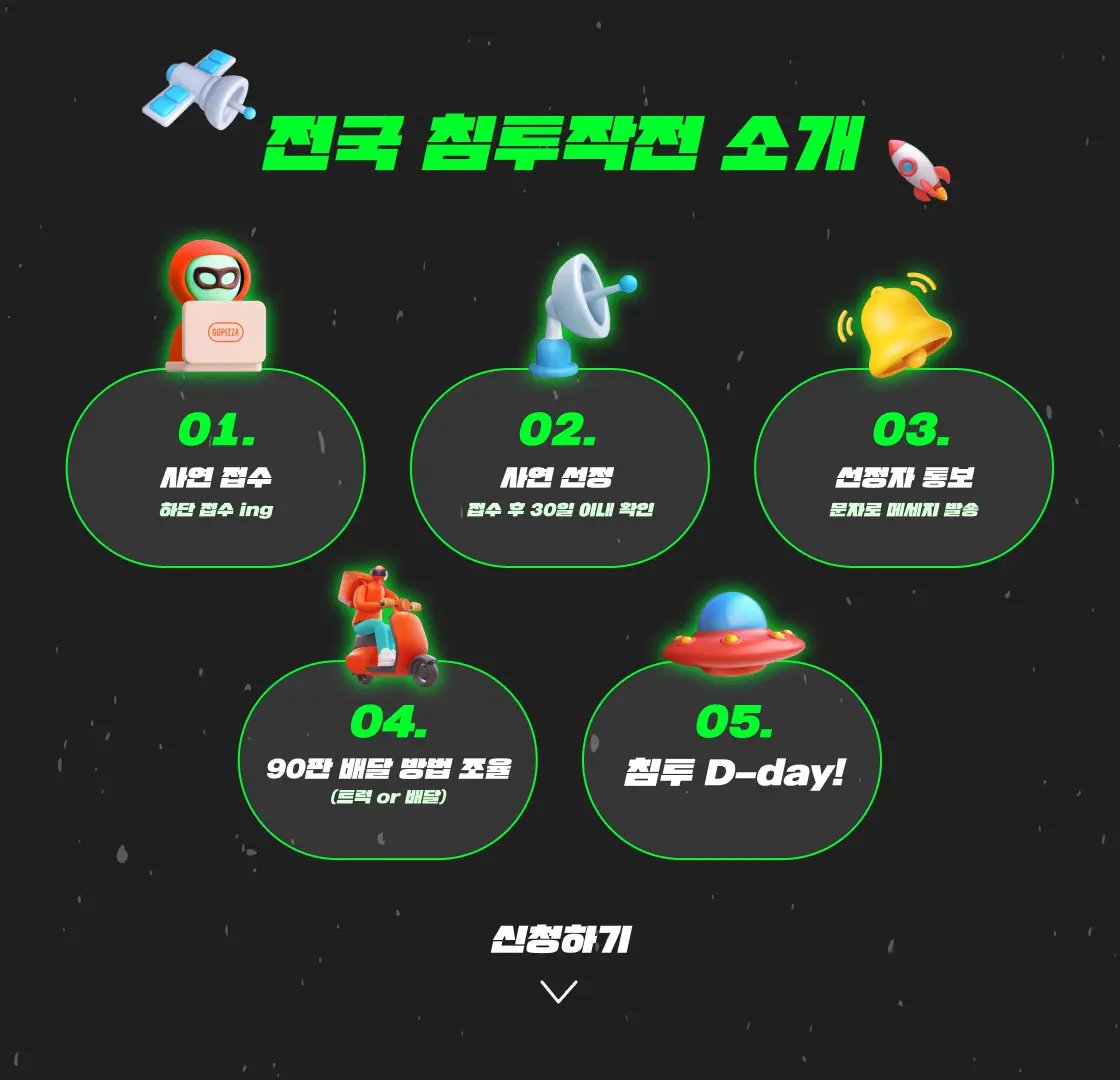 전국 침투작전 소개
GOPIZZA
01.
사연 접수
하단 접수 ing
02.
사연 선정
접수 후 30일 이내 확인
03.
선정자 통보
문자로 메세지 발송
04.
90판 배달 방법 조율
(트럭 or 배달)
05.
침투 D-day!
신청하기